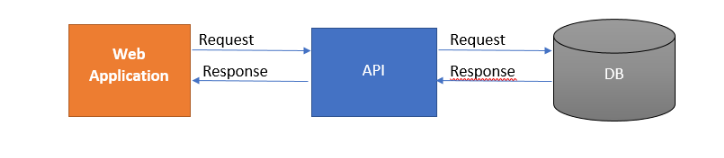 Web
Application
Request
Response
API
Request
Response
DB